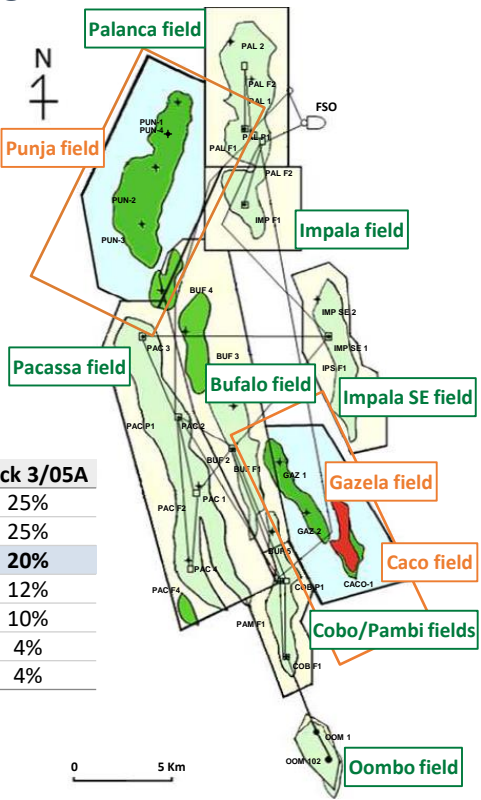 Palanca field
N
PAL 2
PAL F2
PAL 1
FSO
PUN-1
PUN-4
Punja field
PAL P1
PAL F1
PAL F2
PUN-2
IMP F1
Impala field
PUN-3
BUF 4
IMP SE 2
PAC 3
IMP SE 1
BUF 3
Pacassa field
Bufalo field
IPS F1
Impala SE field
PAC P1
PAC 2
BUF 2
BUF F1
ck 3/05A
GAZ 1
Gazela field
25%
PAC 1
25%
PAC F2
GAZ 2
20%
BUF 5
Caco field
12%
PAC 4
CACO-1
10%
PAC F4
COB P1
4%
PAM F1
Cobo/Pambi fields
4%
COB F1
OOM 1
OOM 102
Oombo field
0 5 Km